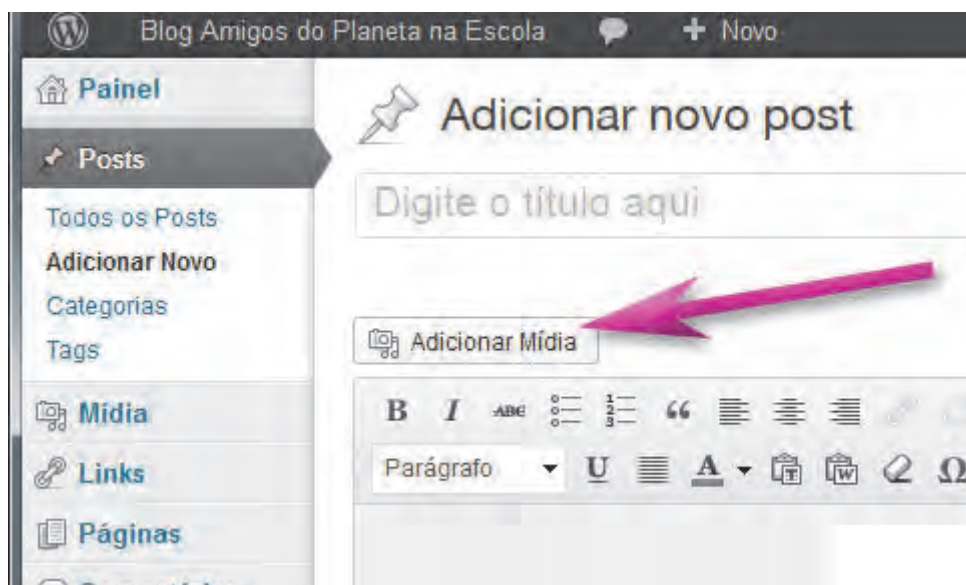 Blog Amigos do Planeta na Escola + Novo
Painel
Adicionar novo post
Posts
Digite o título aqui
Todos os Posts
Adicionar Novo
Categorias
Tags
Adicionar Mídia
Mídia
B I ABC
Links
Parágrafo U A T W Ω
Páginas